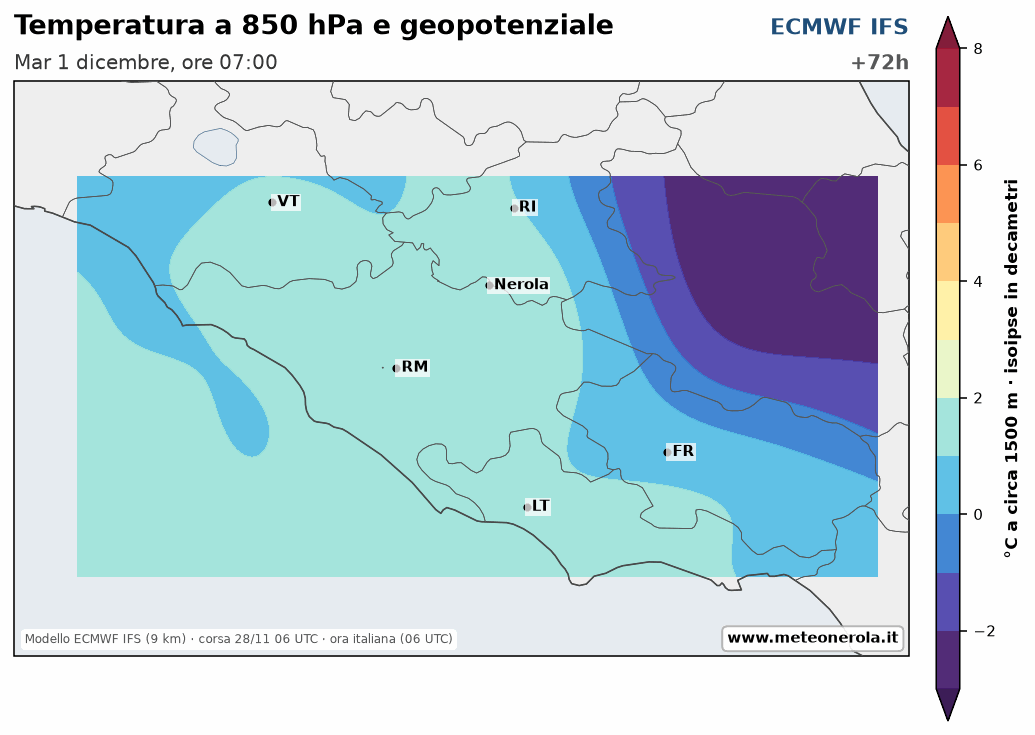 Temperatura a 850 hPa e geopotenziale
ECMWF IFS
Mar 1 dicembre, ore 07:00
+72h
VT
RI
Nerola
RM
FR
LT
8
6
4
2
0
−2
°C a circa 1500 m · isoipse in decametri
Modello ECMWF IFS (9 km) · corsa 28/11 06 UTC · ora italiana (06 UTC)
www.meteonerola.it